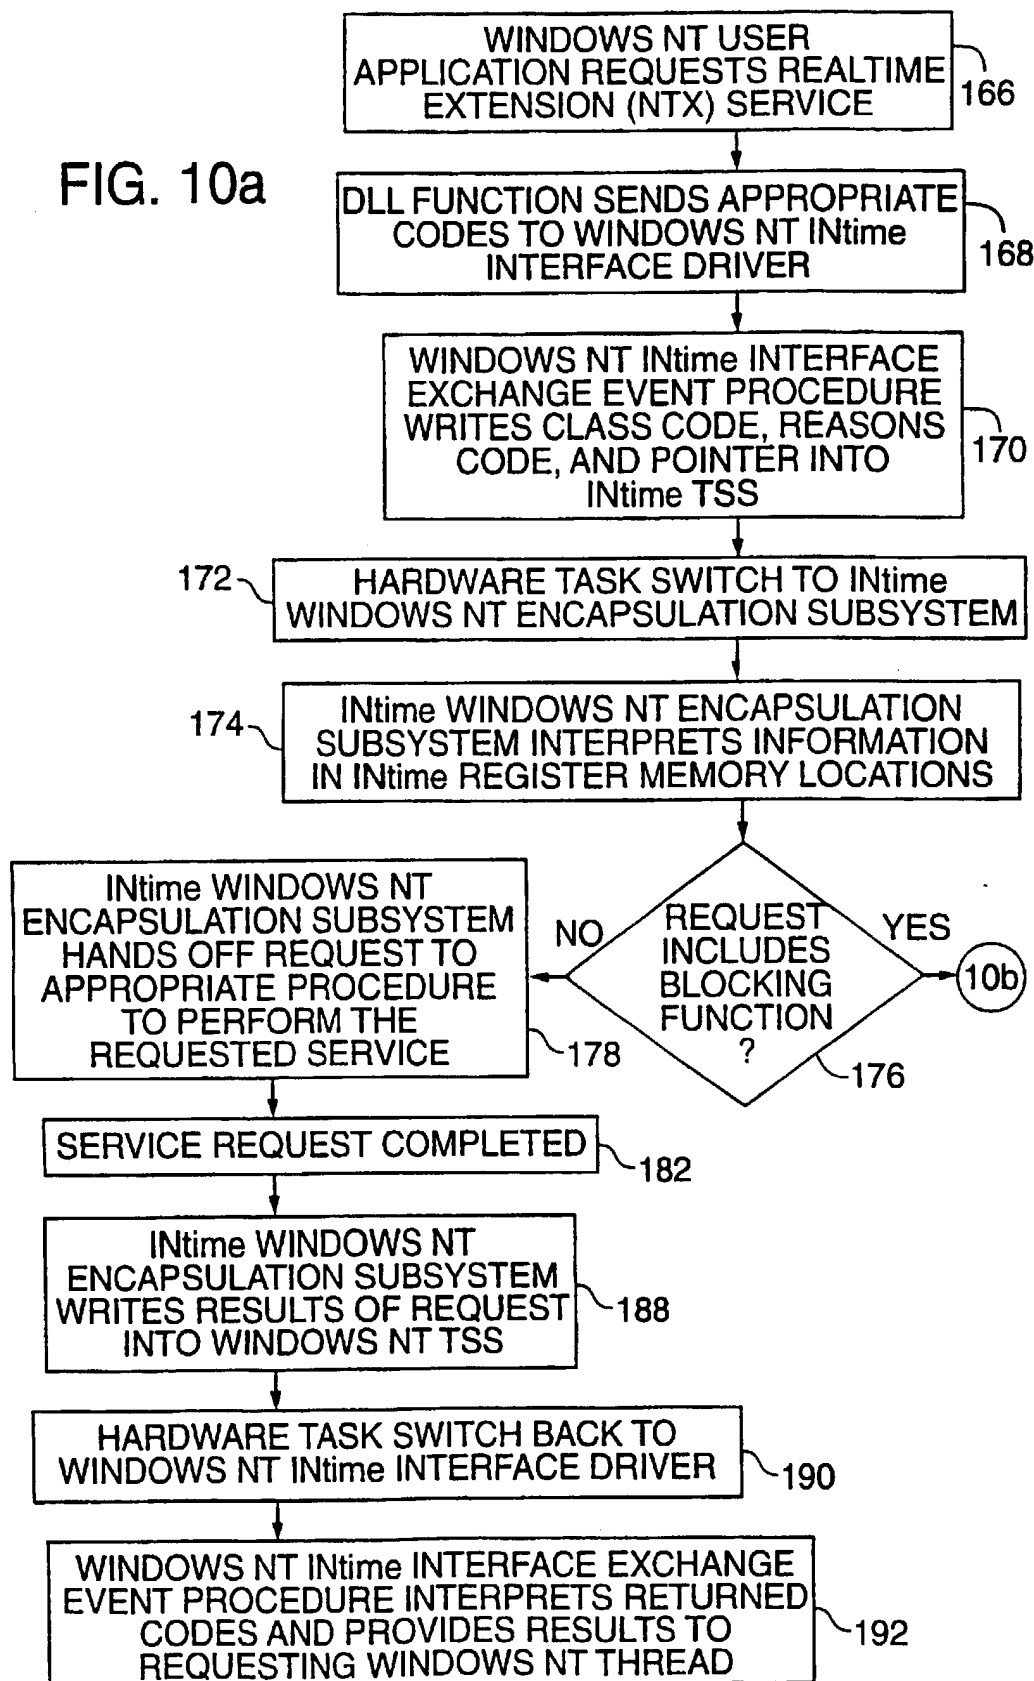 FIG. 10a
WINDOWS NT USER
APPLICATION REQUESTS REALTIME
EXTENSION (NTX) SERVICE
166
DLL FUNCTION SENDS APPROPRIATE
CODES TO WINDOWS NT INtime
INTERFACE DRIVER
168
WINDOWS NT INtime INTERFACE
EXCHANGE EVENT PROCEDURE
WRITES CLASS CODE, REASONS
CODE, AND POINTER INTO
INtime TSS
170
172
HARDWARE TASK SWITCH TO INtime
WINDOWS NT ENCAPSULATION SUBSYSTEM
174
INtime WINDOWS NT ENCAPSULATION
SUBSYSTEM INTERPRETS INFORMATION
IN INtime REGISTER MEMORY LOCATIONS
REQUEST
INCLUDES
BLOCKING
FUNCTION
?
176
YES
10b
NO
INtime WINDOWS NT
ENCAPSULATION SUBSYSTEM
HANDS OFF REQUEST TO
APPROPRIATE PROCEDURE
TO PERFORM THE
REQUESTED SERVICE
178
SERVICE REQUEST COMPLETED
182
INtime WINDOWS NT
ENCAPSULATION SUBSYSTEM
WRITES RESULTS OF REQUEST
INTO WINDOWS NT TSS
188
HARDWARE TASK SWITCH BACK TO
WINDOWS NT INtime INTERFACE DRIVER
190
WINDOWS NT INtime INTERFACE EXCHANGE
EVENT PROCEDURE INTERPRETS RETURNED
CODES AND PROVIDES RESULTS TO
REQUESTING WINDOWS NT THREAD
192